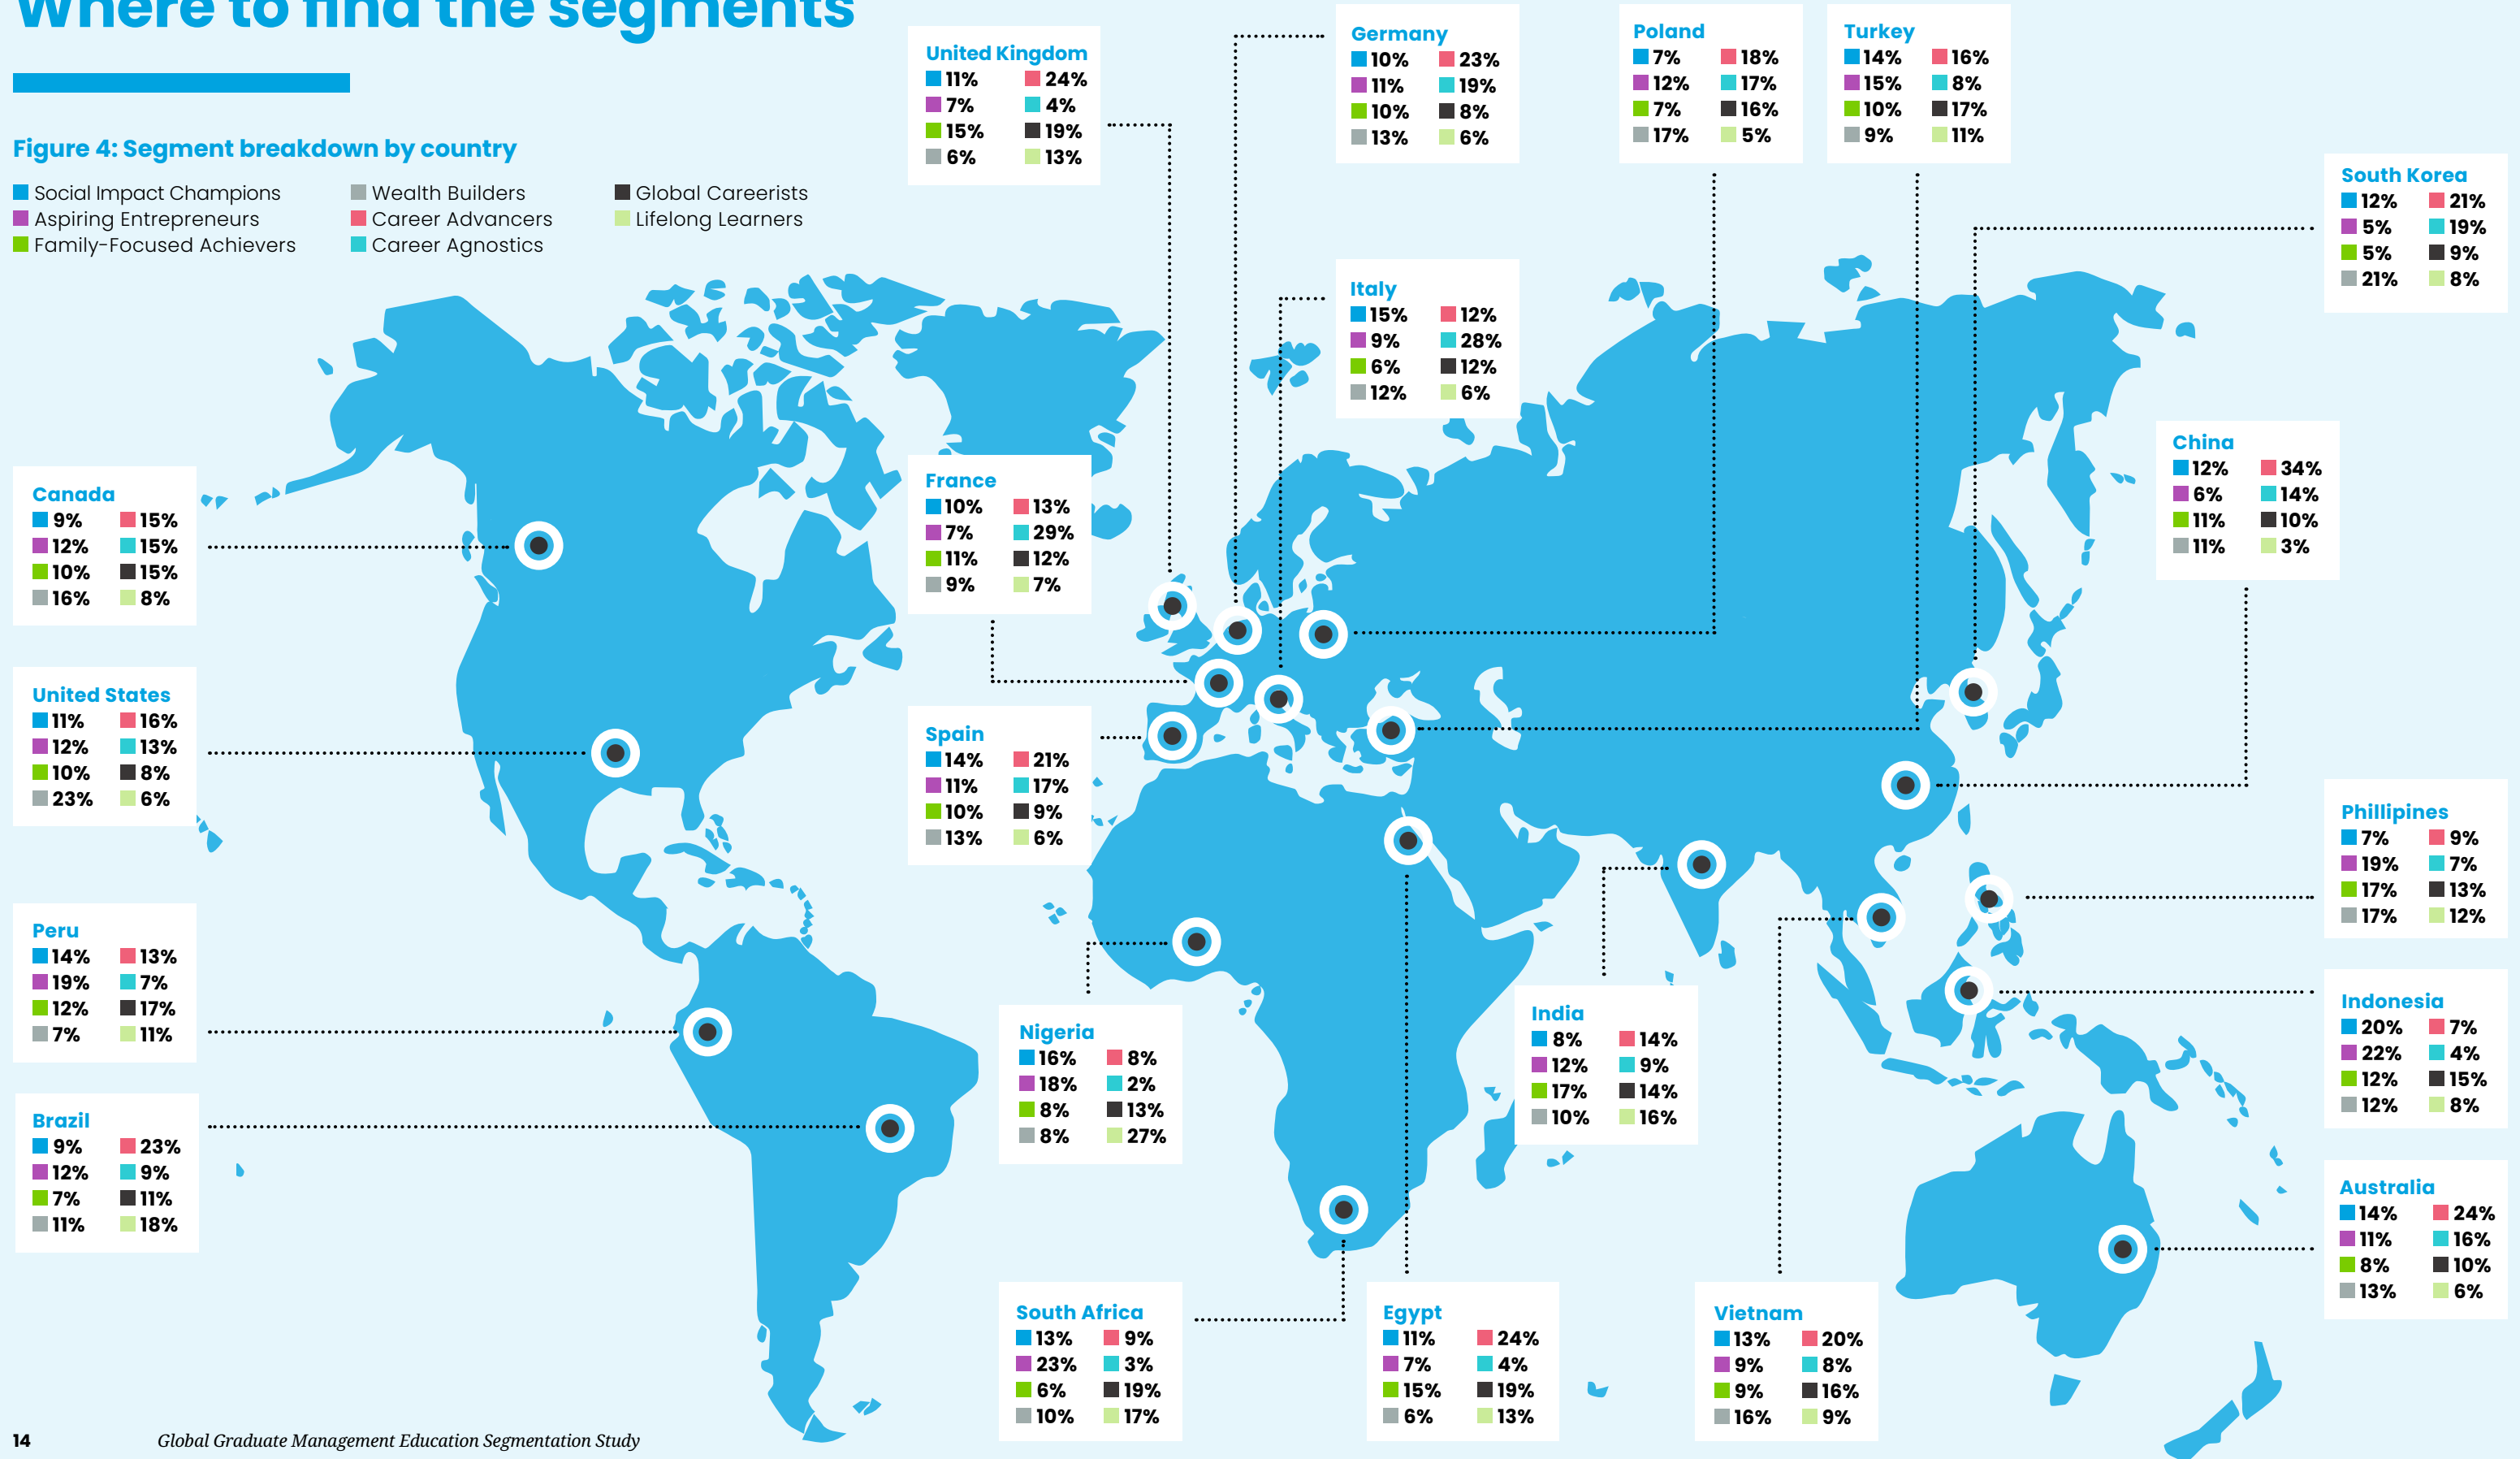 Where to find the segments
Figure 4: Segment breakdown by country
Social Impact Champions
Aspiring Entrepreneurs
Family-Focused Achievers
Wealth Builders
Career Advancers
Career Agnostics
Global Careerists
Lifelong Learners
United Kingdom
11% 24%
7% 4%
15% 19%
6% 13%
Germany
10% 23%
11% 19%
10% 8%
13% 6%
Poland
7% 18%
12% 17%
7% 16%
17% 5%
Turkey
14% 16%
15% 8%
10% 17%
9% 11%
South Korea
12% 21%
5% 19%
5% 9%
21% 8%
Italy
15% 12%
9% 28%
6% 12%
12% 6%
China
12% 34%
6% 14%
11% 10%
11% 3%
Canada
9% 15%
12% 15%
10% 15%
16% 8%
France
10% 13%
7% 29%
11% 12%
9% 7%
United States
11% 16%
12% 13%
10% 8%
23% 6%
Spain
14% 21%
11% 17%
10% 9%
13% 6%
Phillipines
7% 9%
19% 7%
17% 13%
17% 12%
Peru
14% 13%
19% 7%
12% 17%
7% 11%
Nigeria
16% 8%
18% 2%
8% 13%
8% 27%
India
8% 14%
12% 9%
17% 14%
10% 16%
Indonesia
20% 7%
22% 4%
12% 15%
12% 8%
Brazil
9% 23%
12% 9%
7% 11%
11% 18%
Australia
14% 24%
11% 16%
8% 10%
13% 6%
South Africa
13% 9%
23% 3%
6% 19%
10% 17%
Egypt
11% 24%
7% 4%
15% 19%
6% 13%
Vietnam
13% 20%
9% 8%
9% 16%
16% 9%
14 Global Graduate Management Education Segmentation Study